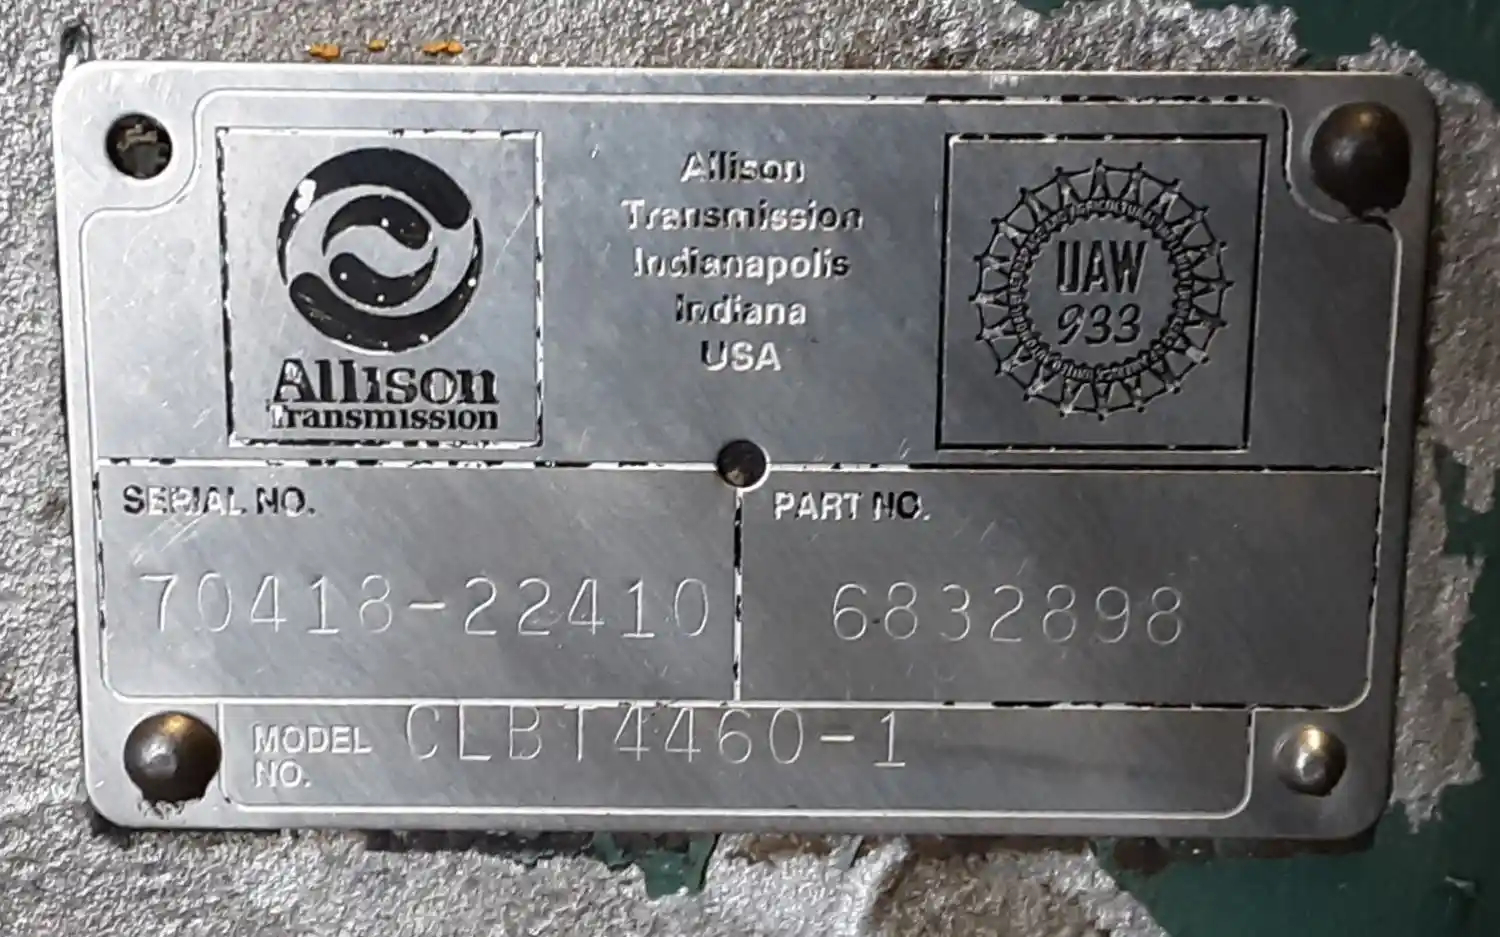 Allison
Transmission
Allison
Transmission
Indianapolis
Indiana
USA
UAW
933
SERIAL NO.
70418-22410
PART NO.
6832898
MODEL NO.
CLBT4460-1